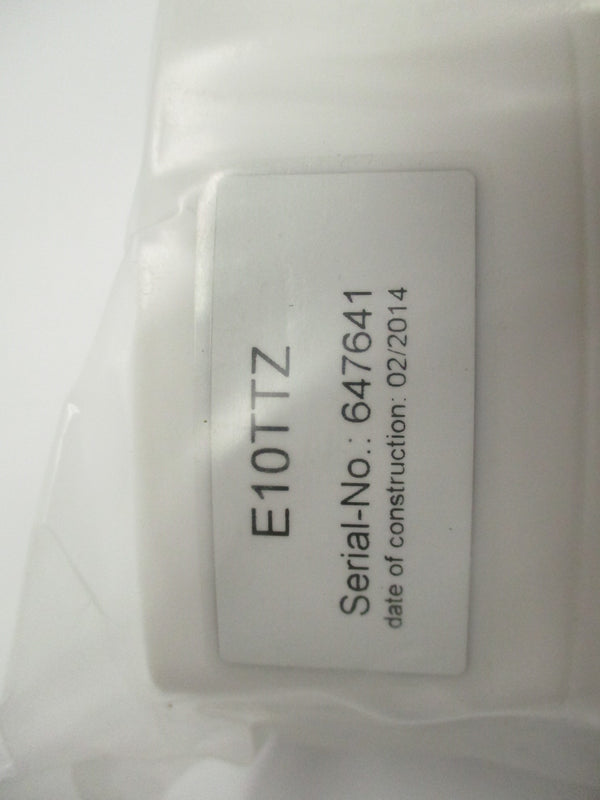 E10TTZ
Serial-No.: 647641
date of construction: 02/2014